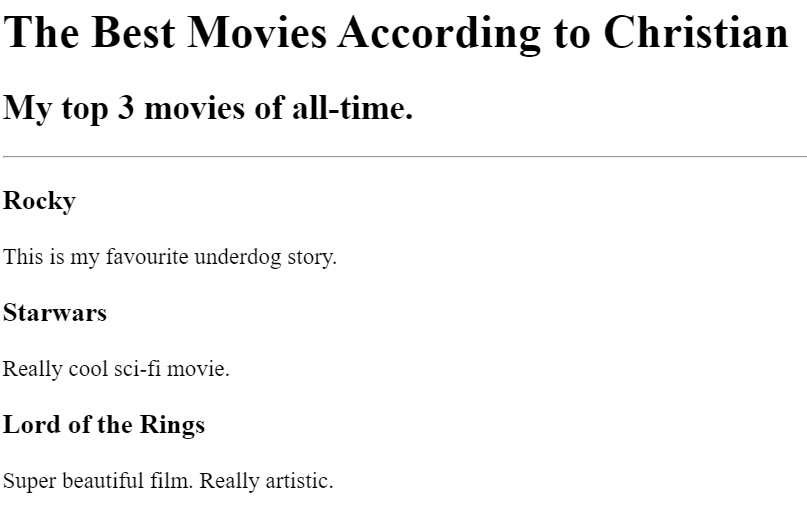 The Best Movies According to Christian
My top 3 movies of all-time.
Rocky
This is my favourite underdog story.
Starwars
Really cool sci-fi movie.
Lord of the Rings
Super beautiful film. Really artistic.